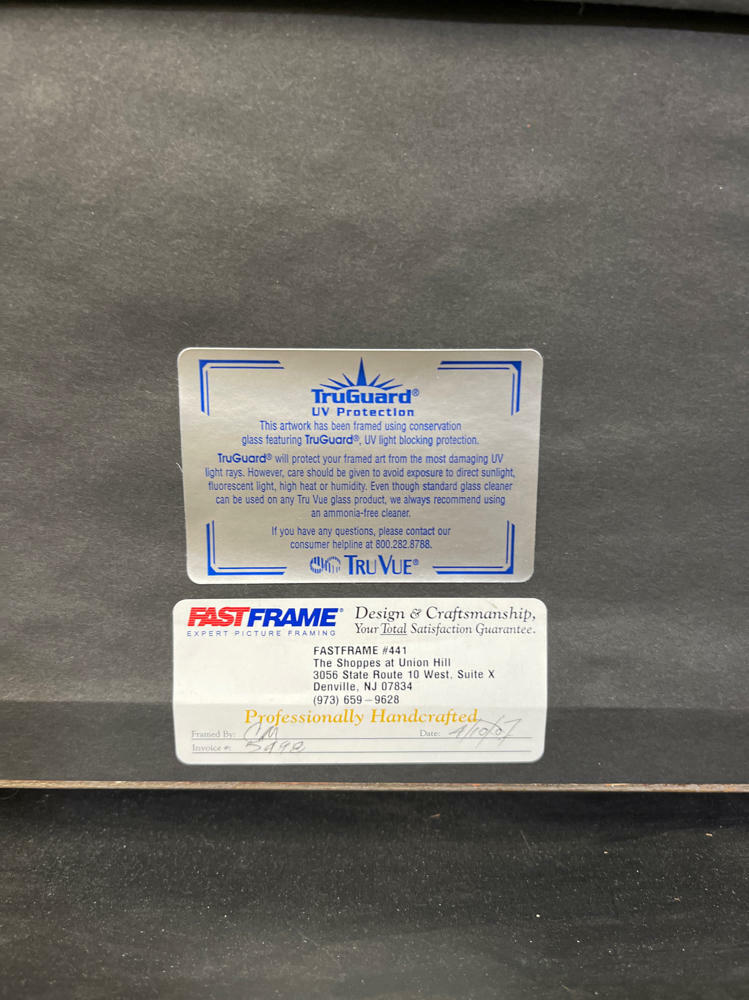 TruGuard®
UV Protection
This artwork has been framed using conservation
glass featuring TruGuard®, UV light blocking protection.
TruGuard® will protect your framed art from the most damaging UV
light rays. However, care should be given to avoid exposure to direct sunlight,
fluorescent light, high heat or humidity. Even though standard glass cleaner
can be used on any Tru Vue glass product, we always recommend using
an ammonia-free cleaner.
If you have any questions, please contact our
consumer helpline at 800.282.8788.
TRU VUE®
FASTFRAME® Design & Craftsmanship,
EXPERT PICTURE FRAMING Your Total Satisfaction Guarantee.
FASTFRAME #441
The Shoppes at Union Hill
3056 State Route 10 West, Suite X
Denville, NJ 07834
(973) 659-9628
Professionally Handcrafted
Framed By: CM Date: 4/10/07
Invoice #: 5498